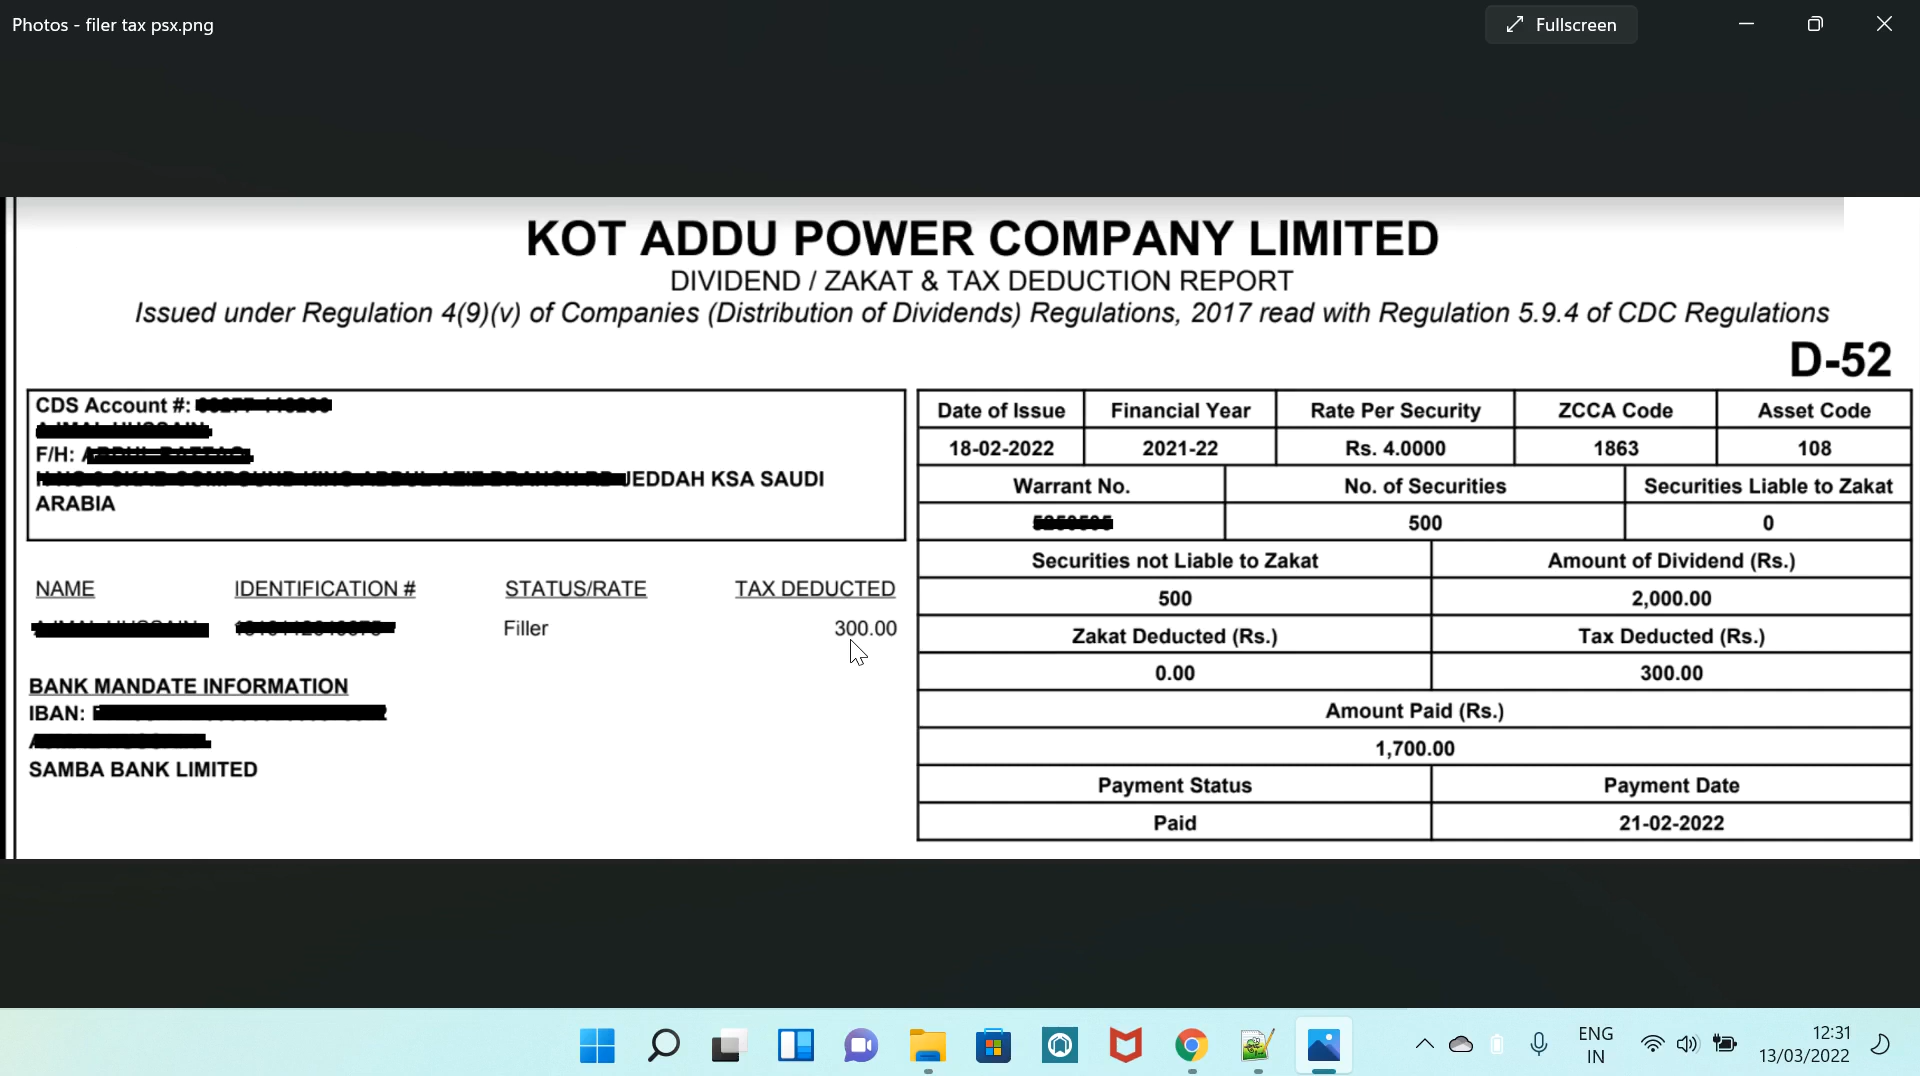 Photos - filer tax psx.png
Fullscreen
KOT ADDU POWER COMPANY LIMITED
DIVIDEND / ZAKAT & TAX DEDUCTION REPORT
Issued under Regulation 4(9)(v) of Companies (Distribution of Dividends) Regulations, 2017 read with Regulation 5.9.4 of CDC Regulations
D-52
CDS Account #:
F/H:
JEDDAH KSA SAUDI
ARABIA
NAME IDENTIFICATION # STATUS/RATE TAX DEDUCTED
Filler 300.00
BANK MANDATE INFORMATION
IBAN:
SAMBA BANK LIMITED
Date of Issue Financial Year Rate Per Security ZCCA Code Asset Code
18-02-2022 2021-22 Rs. 4.0000 1863 108
Warrant No. No. of Securities Securities Liable to Zakat
500 0
Securities not Liable to Zakat Amount of Dividend (Rs.)
500 2,000.00
Zakat Deducted (Rs.) Tax Deducted (Rs.)
0.00 300.00
Amount Paid (Rs.)
1,700.00
Payment Status Payment Date
Paid 21-02-2022
ENG
IN
12:31
13/03/2022